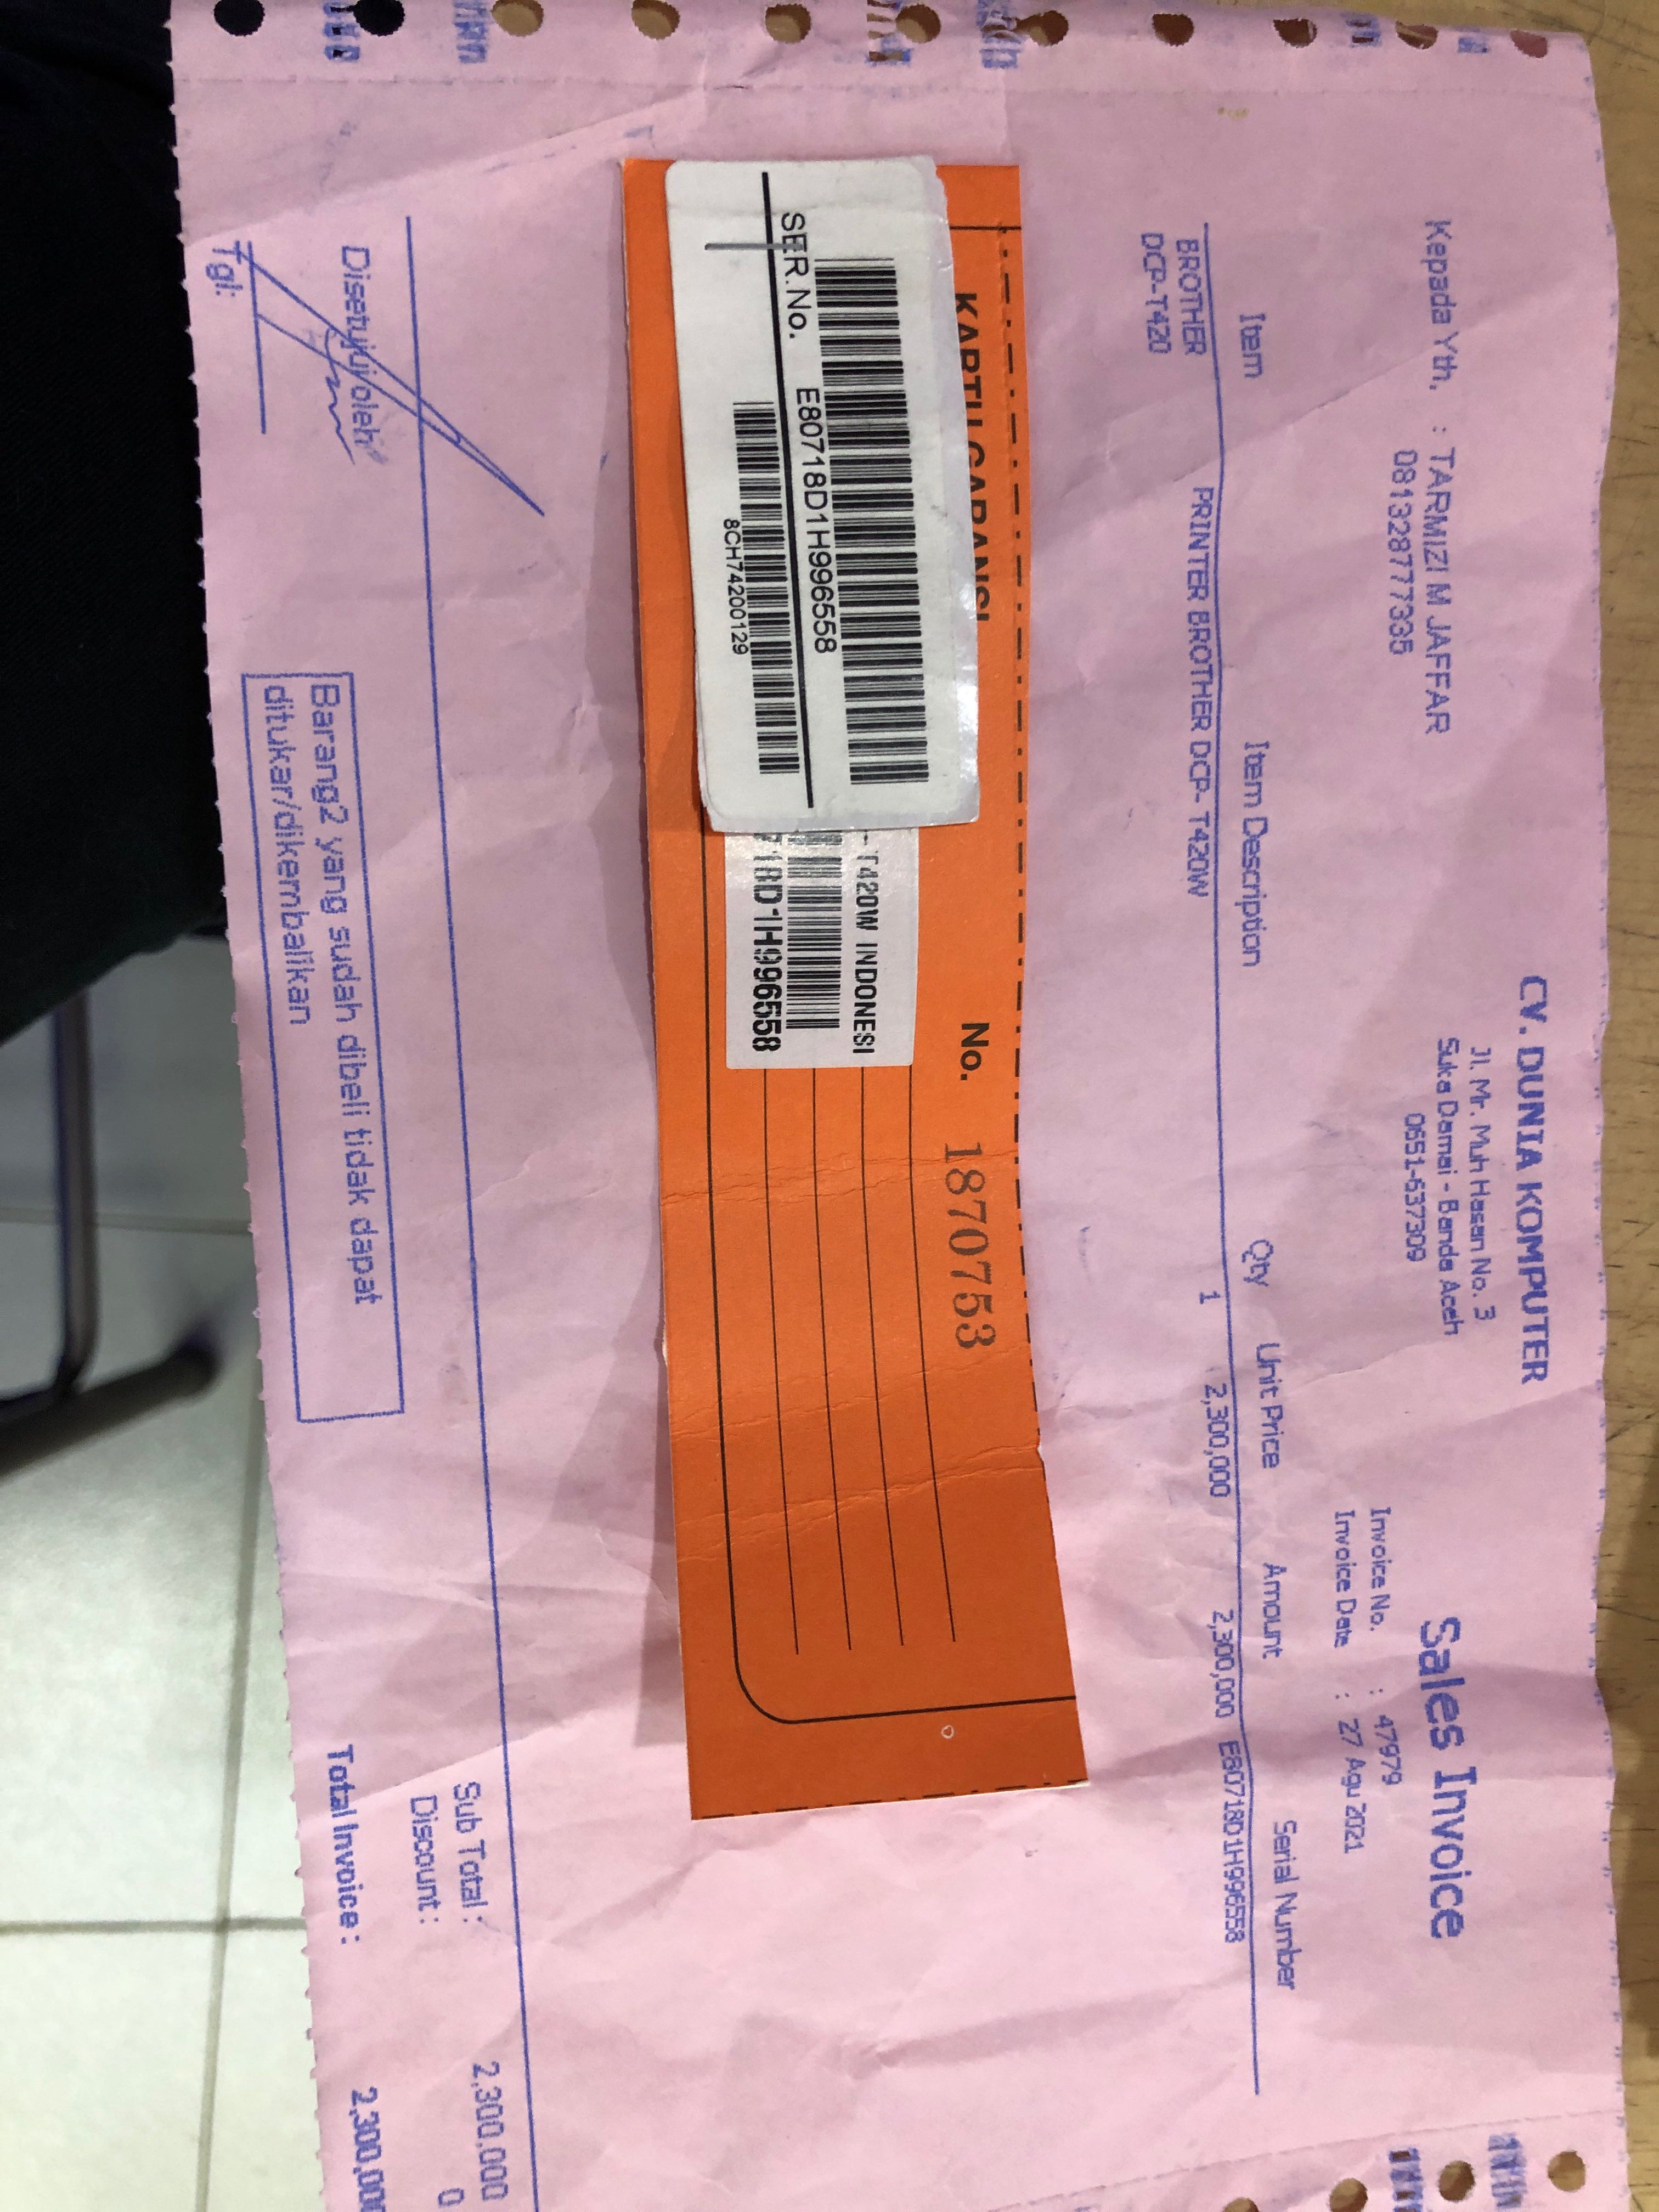 CV. DUNIA KOMPUTER
Jl. Mr. Muh Hasan No. 3
Suka Damai - Banda Aceh
0651-637309
Sales Invoice
Kepada Yth. : TARMIZI M JAFFAR
081328777335
Invoice No. : 47979
Invoice Date : 27 Agu 2021
Item Item Description Qty Unit Price Amount Serial Number
BROTHER PRINTER BROTHER DCP- T420W 1 2,300,000 2,300,000 E80718D1H996558
DCP-T420
KARTU GARANSI No. 1870753
SER.No. E80718D1H996558
8CH74200129
-T420W INDONESI
718D1H996558
Disetujui oleh
Tgl:
Barang2 yang sudah dibeli tidak dapat
ditukar/dikembalikan
Sub Total : 2,300,000
Discount : 0
Total Invoice : 2,300,000